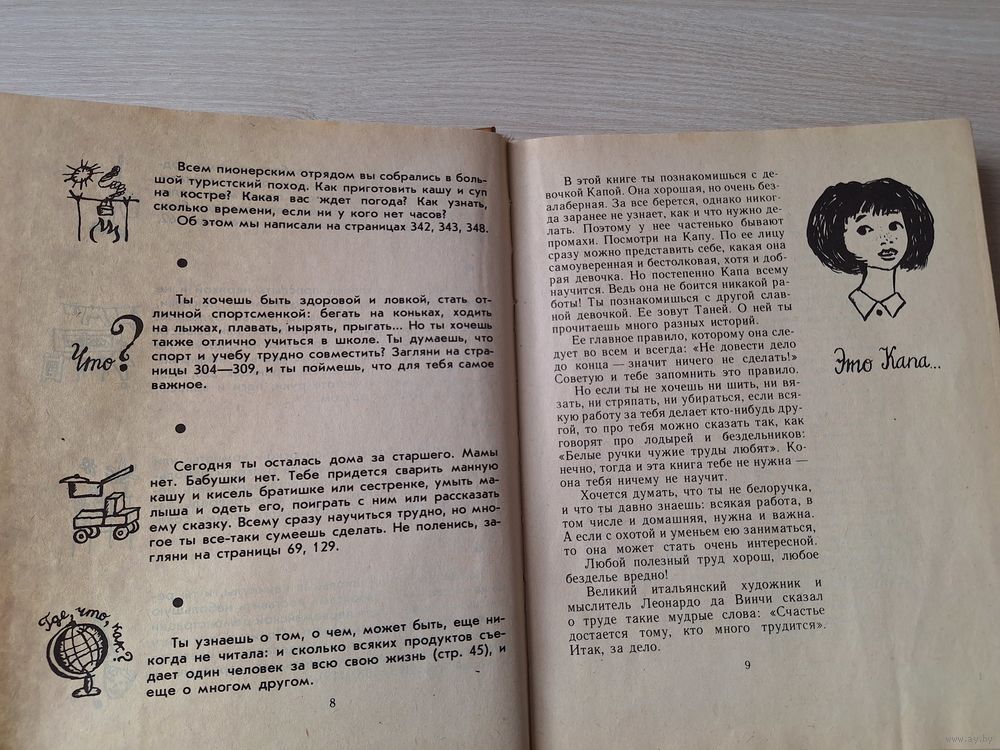 Всем пионерским отрядом вы собрались в боль-
шой туристский поход. Как приготовить кашу и суп
на костре? Какая вас ждет погода? Как узнать,
сколько времени, если ни у кого нет часов?
Об этом мы написали на страницах 342, 343, 348.
Что?
Ты хочешь быть здоровой и ловкой, стать от-
личной спортсменкой: бегать на коньках, ходить
на лыжах, плавать, нырять, прыгать... Но ты хочешь
также отлично учиться в школе. Ты думаешь, что
спорт и учебу трудно совместить? Загляни на стра-
ницы 304—309, и ты поймешь, что для тебя самое
важное.
Сегодня ты осталась дома за старшего. Мамы
нет. Бабушки нет. Тебе придется сварить манную
кашу и кисель братишке или сестренке, умыть ма-
лыша и одеть его, поиграть с ним или рассказать
ему сказку. Всему сразу научиться трудно, но мно-
гое ты все-таки сумеешь сделать. Не поленись, за-
гляни на страницы 69, 129.
Где, что, как?
Ты узнаешь о том, о чем, может быть, еще ни-
когда не читала: и сколько всяких продуктов съе-
дает один человек за всю свою жизнь (стр. 45), и
еще о многом другом.
8
В этой книге ты познакомишься с де-
вочкой Капой. Она хорошая, но очень без-
алаберная. За все берется, однако никог-
да заранее не узнает, как и что нужно де-
лать. Поэтому у нее частенько бывают
промахи. Посмотри на Капу. По ее лицу
сразу можно представить себе, какая она
самоуверенная и бестолковая, хотя и доб-
рая девочка. Но постепенно Капа всему
научится. Ведь она не боится никакой ра-
боты! Ты познакомишься с другой слав-
ной девочкой. Ее зовут Таней. О ней ты
прочитаешь много разных историй.
Ее главное правило, которому она сле-
дует во всем и всегда: «Не довести дело
до конца — значит ничего не сделать!»
Советую и тебе запомнить это правило.
Но если ты не хочешь ни шить, ни вя-
зать, ни стряпать, ни убираться, если вся-
кую работу за тебя делает кто-нибудь дру-
гой, то про тебя можно сказать так, как
говорят про лодырей и бездельников:
«Белые ручки чужие труды любят». Ко-
нечно, тогда и эта книга тебе не нужна —
она тебя ничему не научит.
Хочется думать, что ты не белоручка,
и что ты давно знаешь: всякая работа, в
том числе и домашняя, нужна и важна.
А если с охотой и уменьем ею заниматься,
то она может стать очень интересной.
Любой полезный труд хорош, любое
безделье вредно!
Великий итальянский художник и
мыслитель Леонардо да Винчи сказал
о труде такие мудрые слова: «Счастье
достается тому, кто много трудится».
Итак, за дело.
9
Это Капа...
www.ay.by